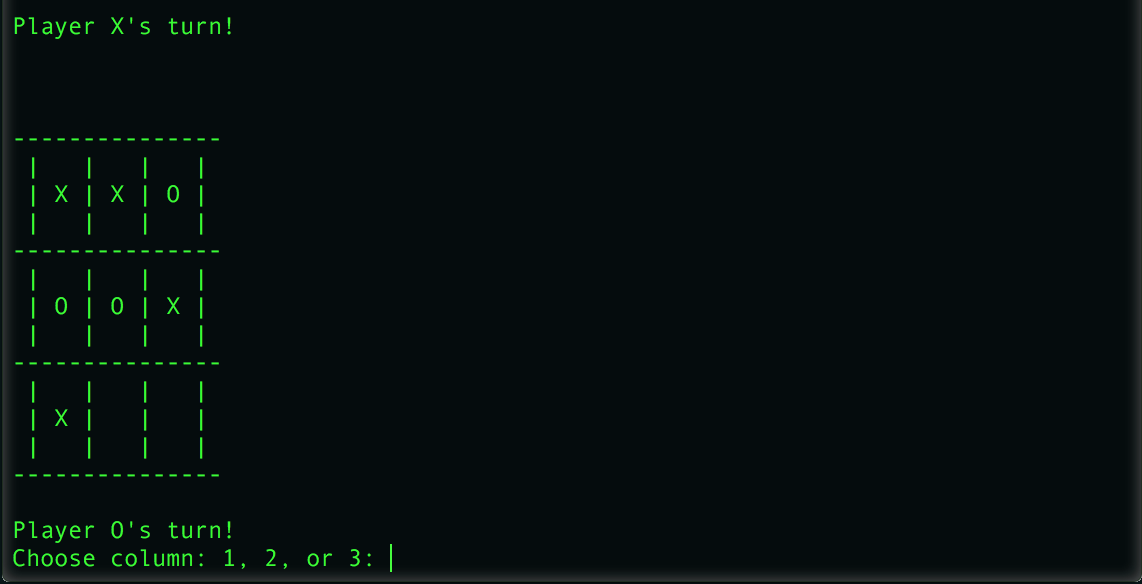 Player X's turn!
---------------
 |   |   |   |
 | X | X | O |
 |   |   |   |
---------------
 |   |   |   |
 | O | O | X |
 |   |   |   |
---------------
 |   |   |   |
 | X |   |   |
 |   |   |   |
---------------
Player O's turn!
Choose column: 1, 2, or 3: